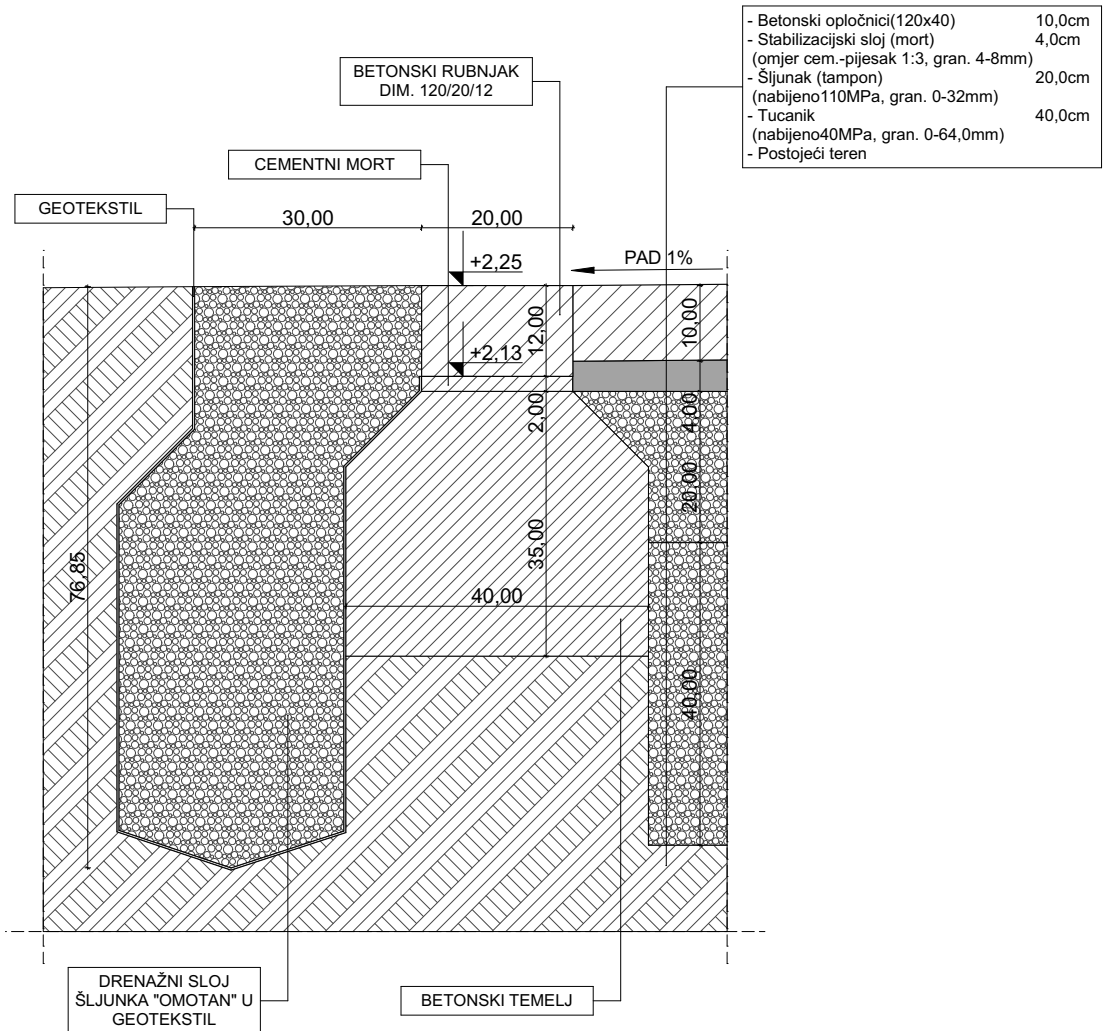 - Betonski opločnici(120x40) 10,0cm
- Stabilizacijski sloj (mort) 4,0cm
(omjer cem.-pijesak 1:3, gran. 4-8mm)
- Šljunak (tampon) 20,0cm
(nabijeno110MPa, gran. 0-32mm)
- Tucanik 40,0cm
(nabijeno40MPa, gran. 0-64,0mm)
- Postojeći teren
BETONSKI RUBNJAK
DIM. 120/20/12
CEMENTNI MORT
GEOTEKSTIL
30,00
20,00
+2,25
PAD 1%
12,00
10,00
+2,13
2,00
4,00
20,00
35,00
76,85
40,00
40,00
DRENAŽNI SLOJ
ŠLJUNKA "OMOTAN" U
GEOTEKSTIL
BETONSKI TEMELJ